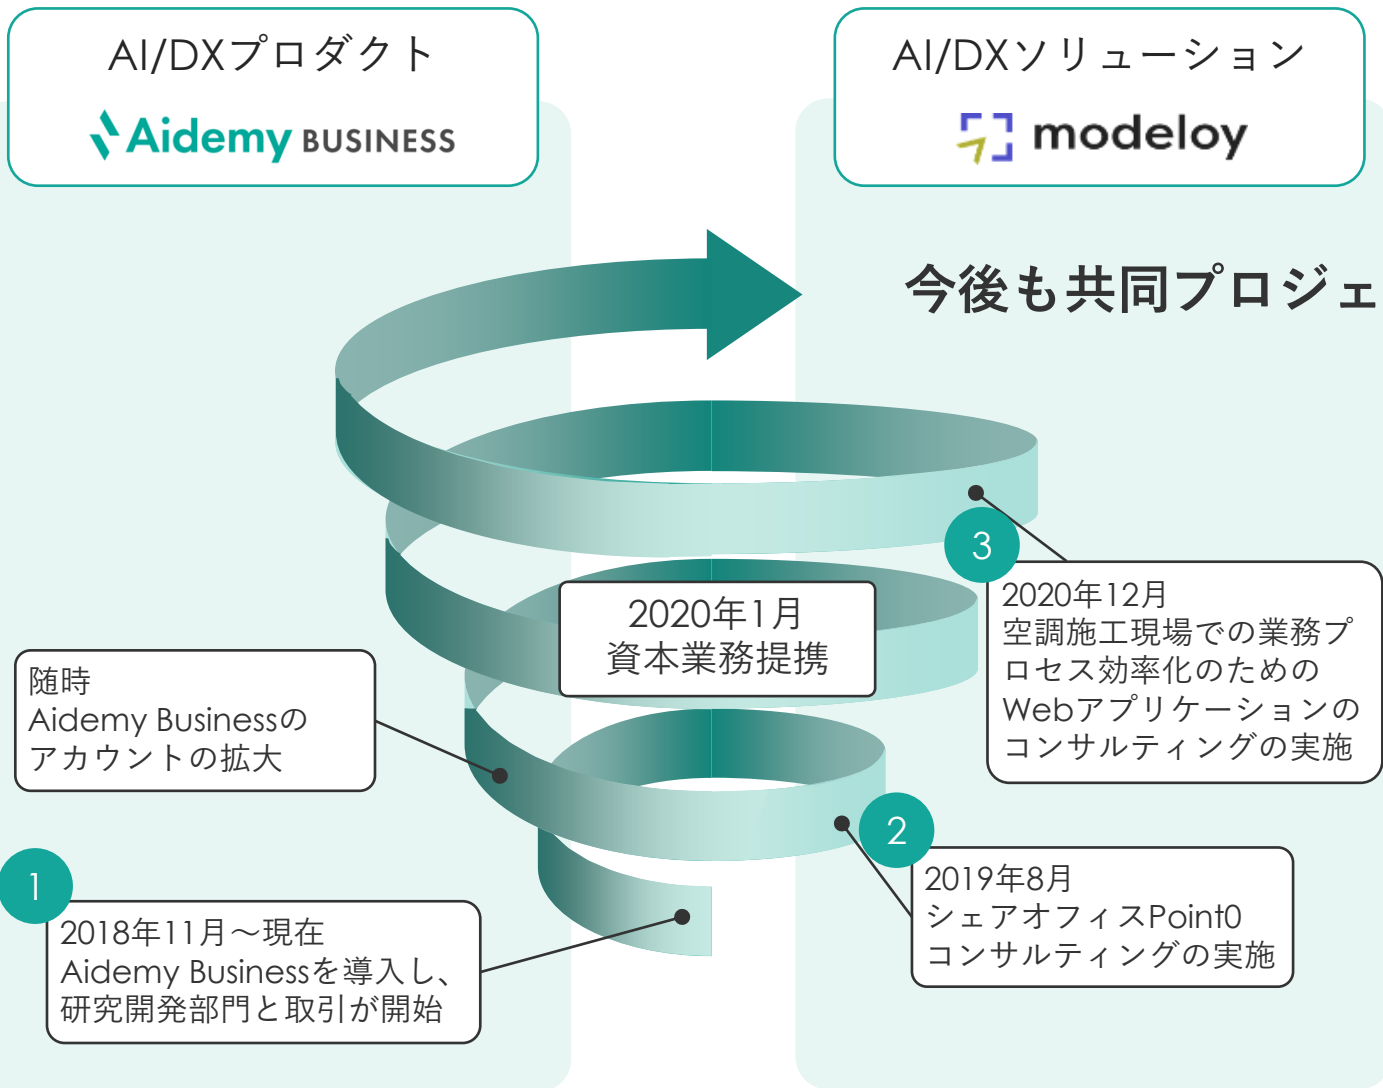 AI/DXプロダクト
Aidemy BUSINESS
AI/DXソリューション
modeloy
今後も共同プロジェ
3
2020年12月
空調施工現場での業務プ
ロセス効率化のための
Webアプリケーションの
コンサルティングの実施
2020年1月
資本業務提携
随時
Aidemy Businessの
アカウントの拡大
2
2019年8月
シェアオフィスPoint0
コンサルティングの実施
1
2018年11月～現在
Aidemy Businessを導入し、
研究開発部門と取引が開始